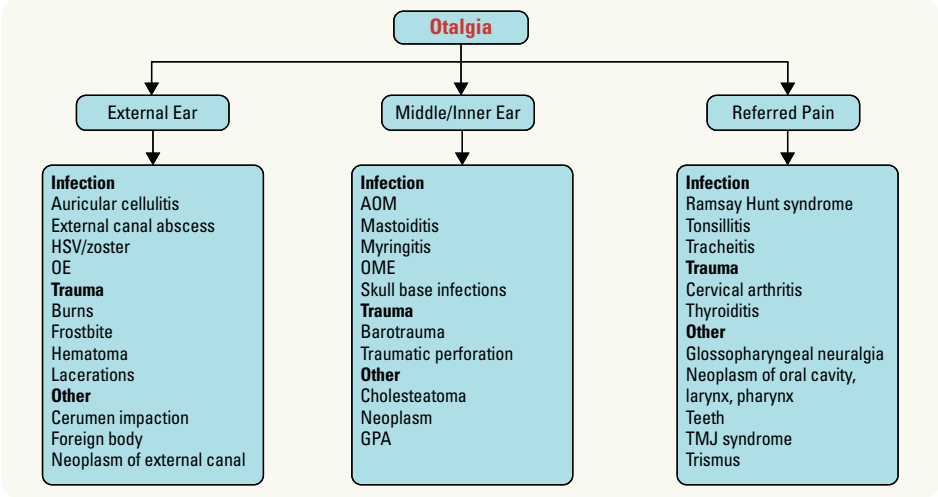 Otalgia
External Ear
Infection
Auricular cellulitis
External canal abscess
HSV/zoster
OE
Trauma
Burns
Frostbite
Hematoma
Lacerations
Other
Cerumen impaction
Foreign body
Neoplasm of external canal
Middle/Inner Ear
Infection
AOM
Mastoiditis
Myringitis
OME
Skull base infections
Trauma
Barotrauma
Traumatic perforation
Other
Cholesteatoma
Neoplasm
GPA
Referred Pain
Infection
Ramsay Hunt syndrome
Tonsillitis
Tracheitis
Trauma
Cervical arthritis
Thyroiditis
Other
Glossopharyngeal neuralgia
Neoplasm of oral cavity,
larynx, pharynx
Teeth
TMJ syndrome
Trismus